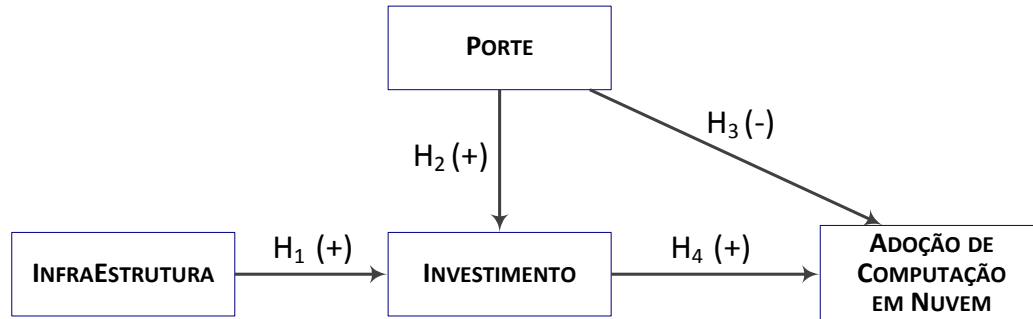 PORTE
H₃ (-)
H₂ (+)
H₁ (+)
H₄ (+)
INFRAESTRUTURA
INVESTIMENTO
ADOÇÃO DE
COMPUTAÇÃO
EM NUVEM